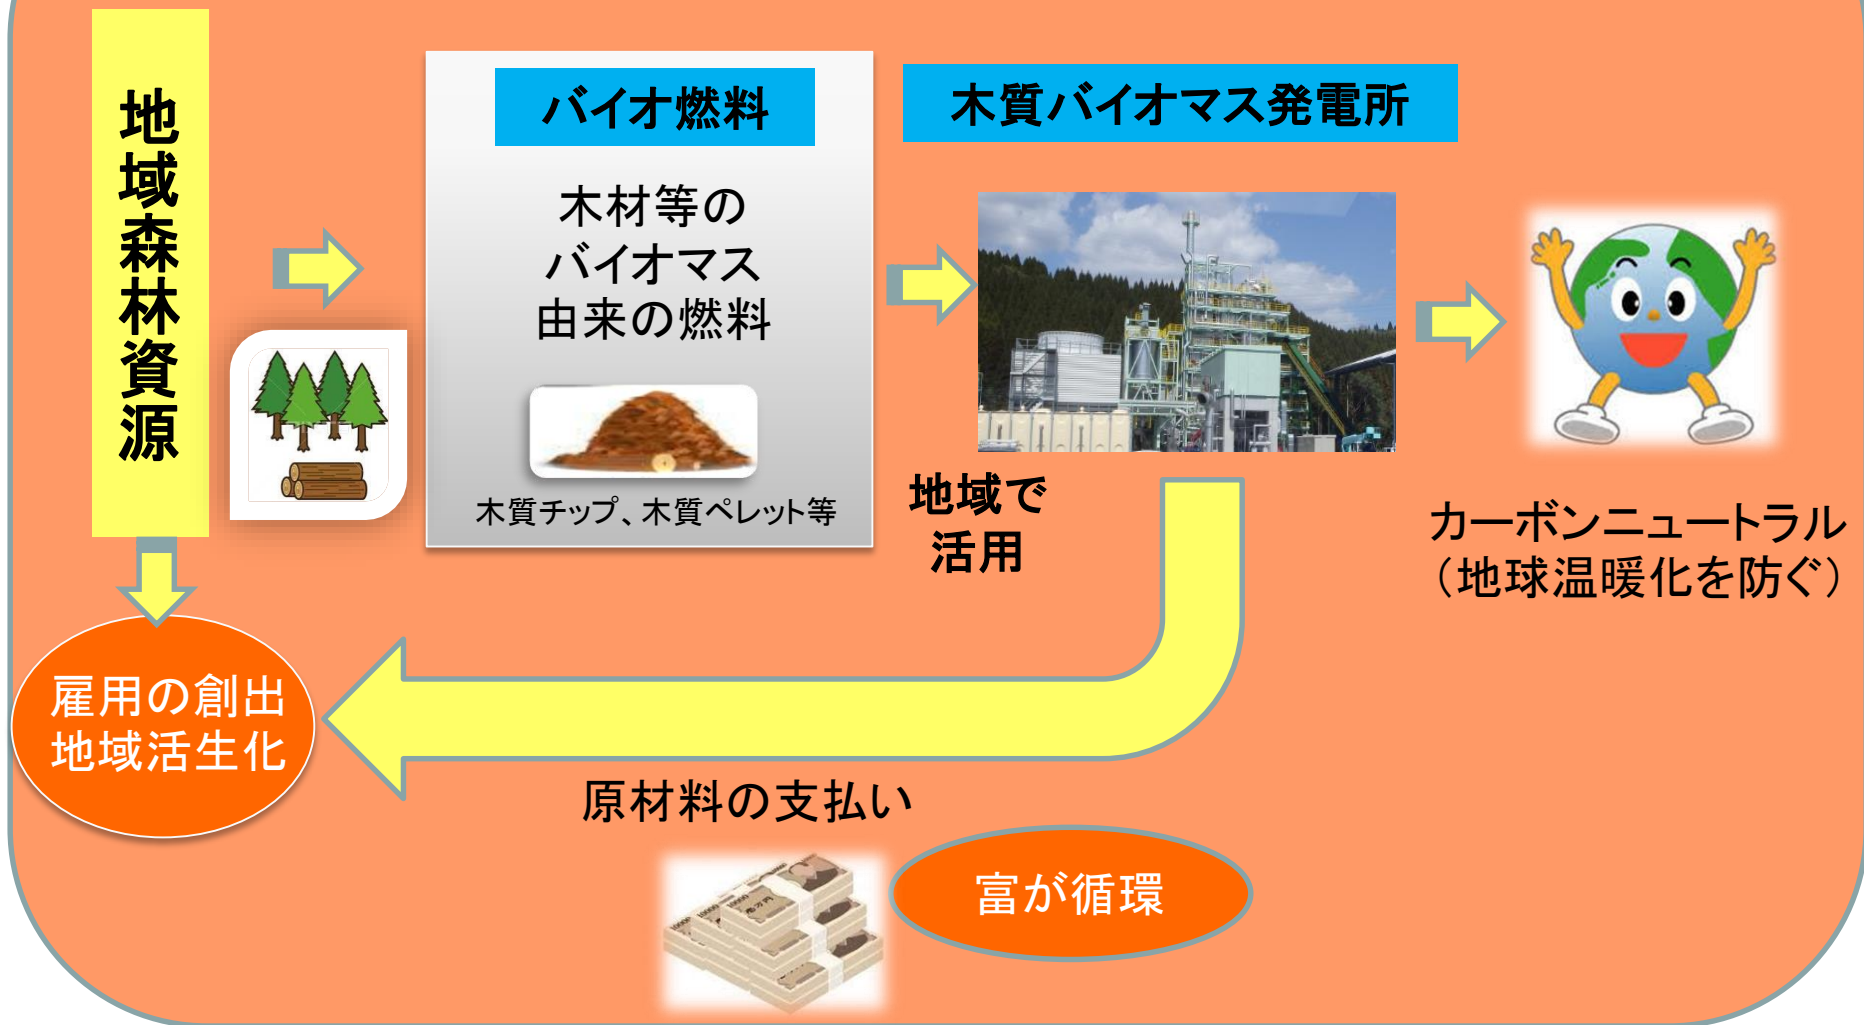 地域森林資源
バイオ燃料
木材等の
バイオマス
由来の燃料
木質チップ、木質ペレット等
木質バイオマス発電所
地域で
活用
カーボンニュートラル
（地球温暖化を防ぐ）
雇用の創出
地域活生化
原材料の支払い
富が循環